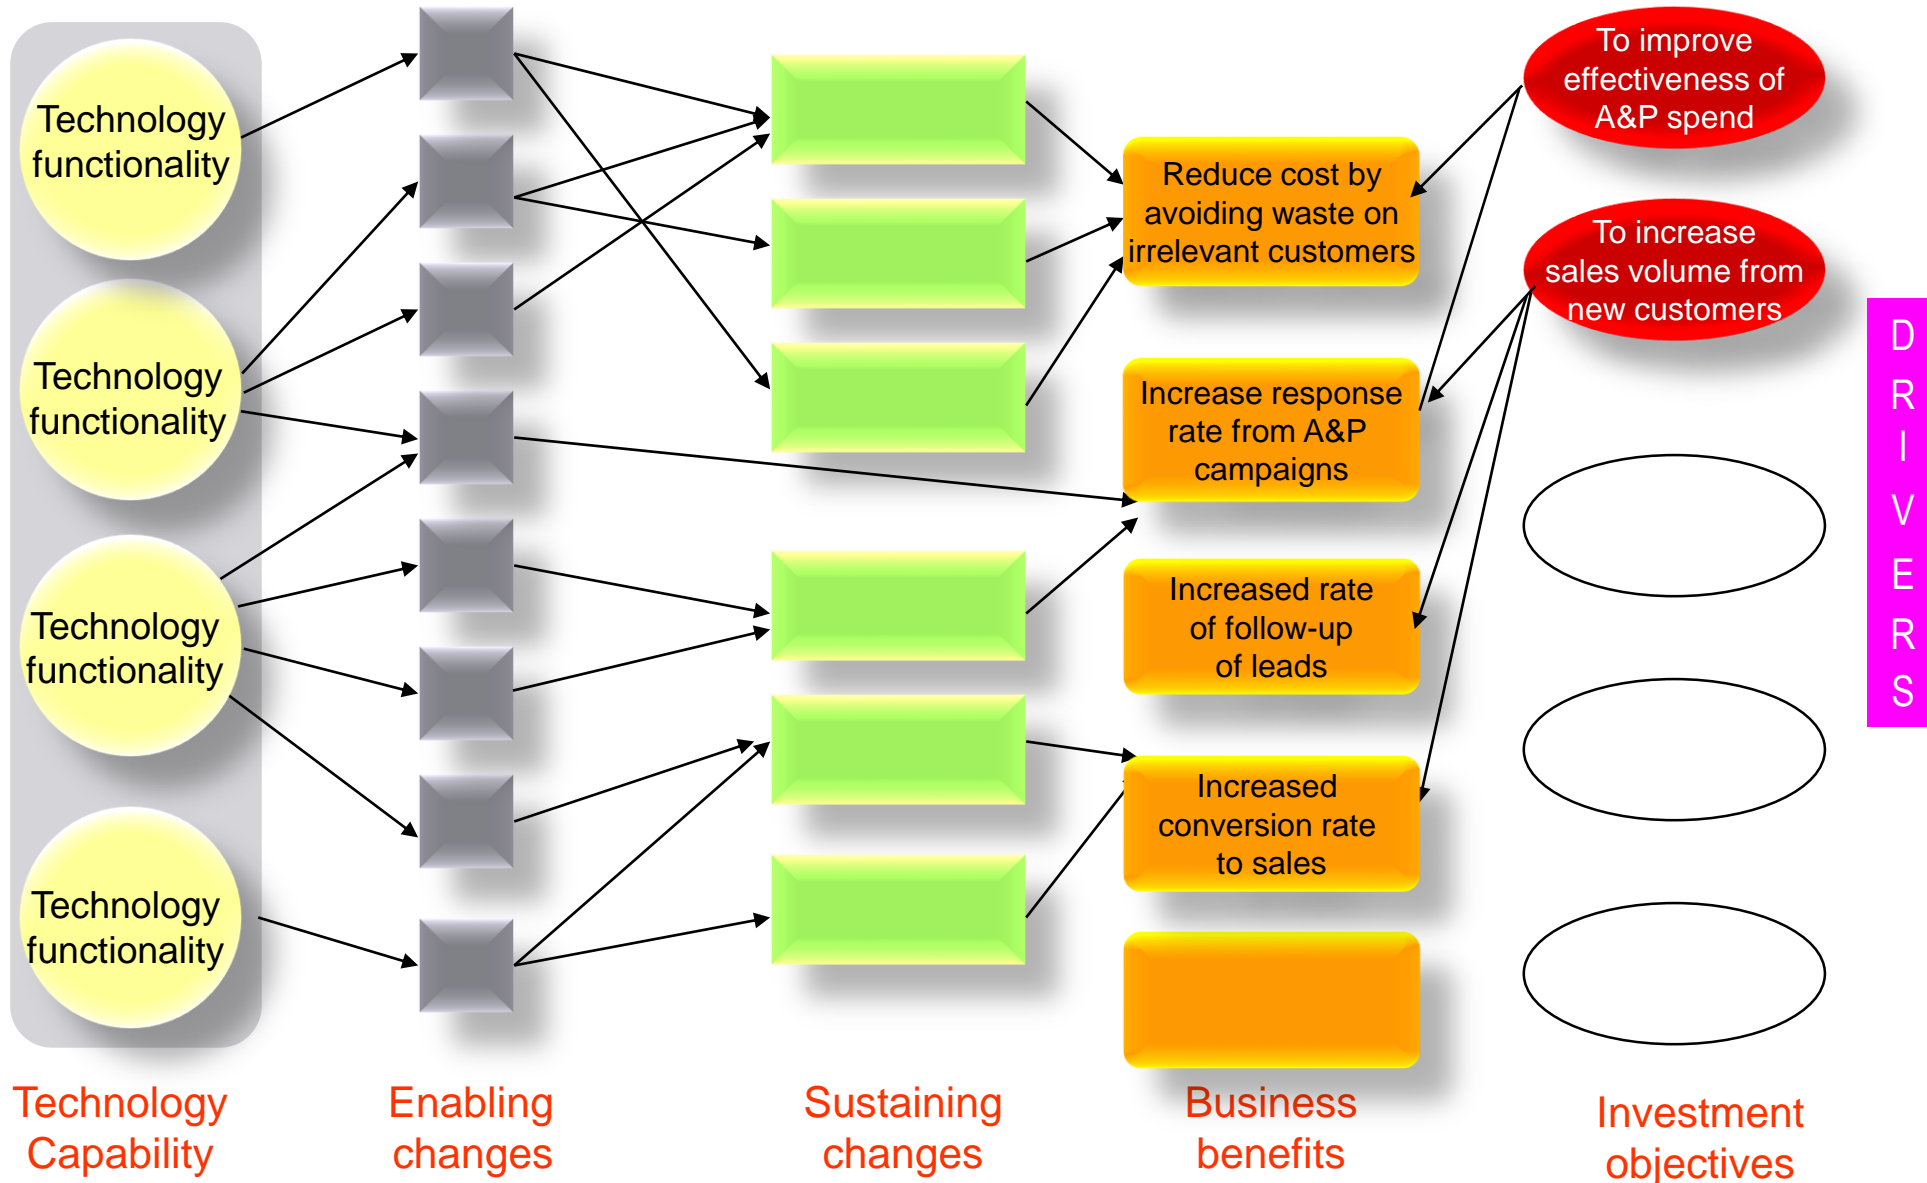 Technology
functionality
Technology
functionality
Technology
functionality
Technology
functionality
Reduce cost by
avoiding waste on
irrelevant customers
Increase response
rate from A&P
campaigns
Increased rate
of follow-up
of leads
Increased
conversion rate
to sales
To improve
effectiveness of
A&P spend
To increase
sales volume from
new customers
D
R
I
V
E
R
S
Technology
Capability
Enabling
changes
Sustaining
changes
Business
benefits
Investment
objectives